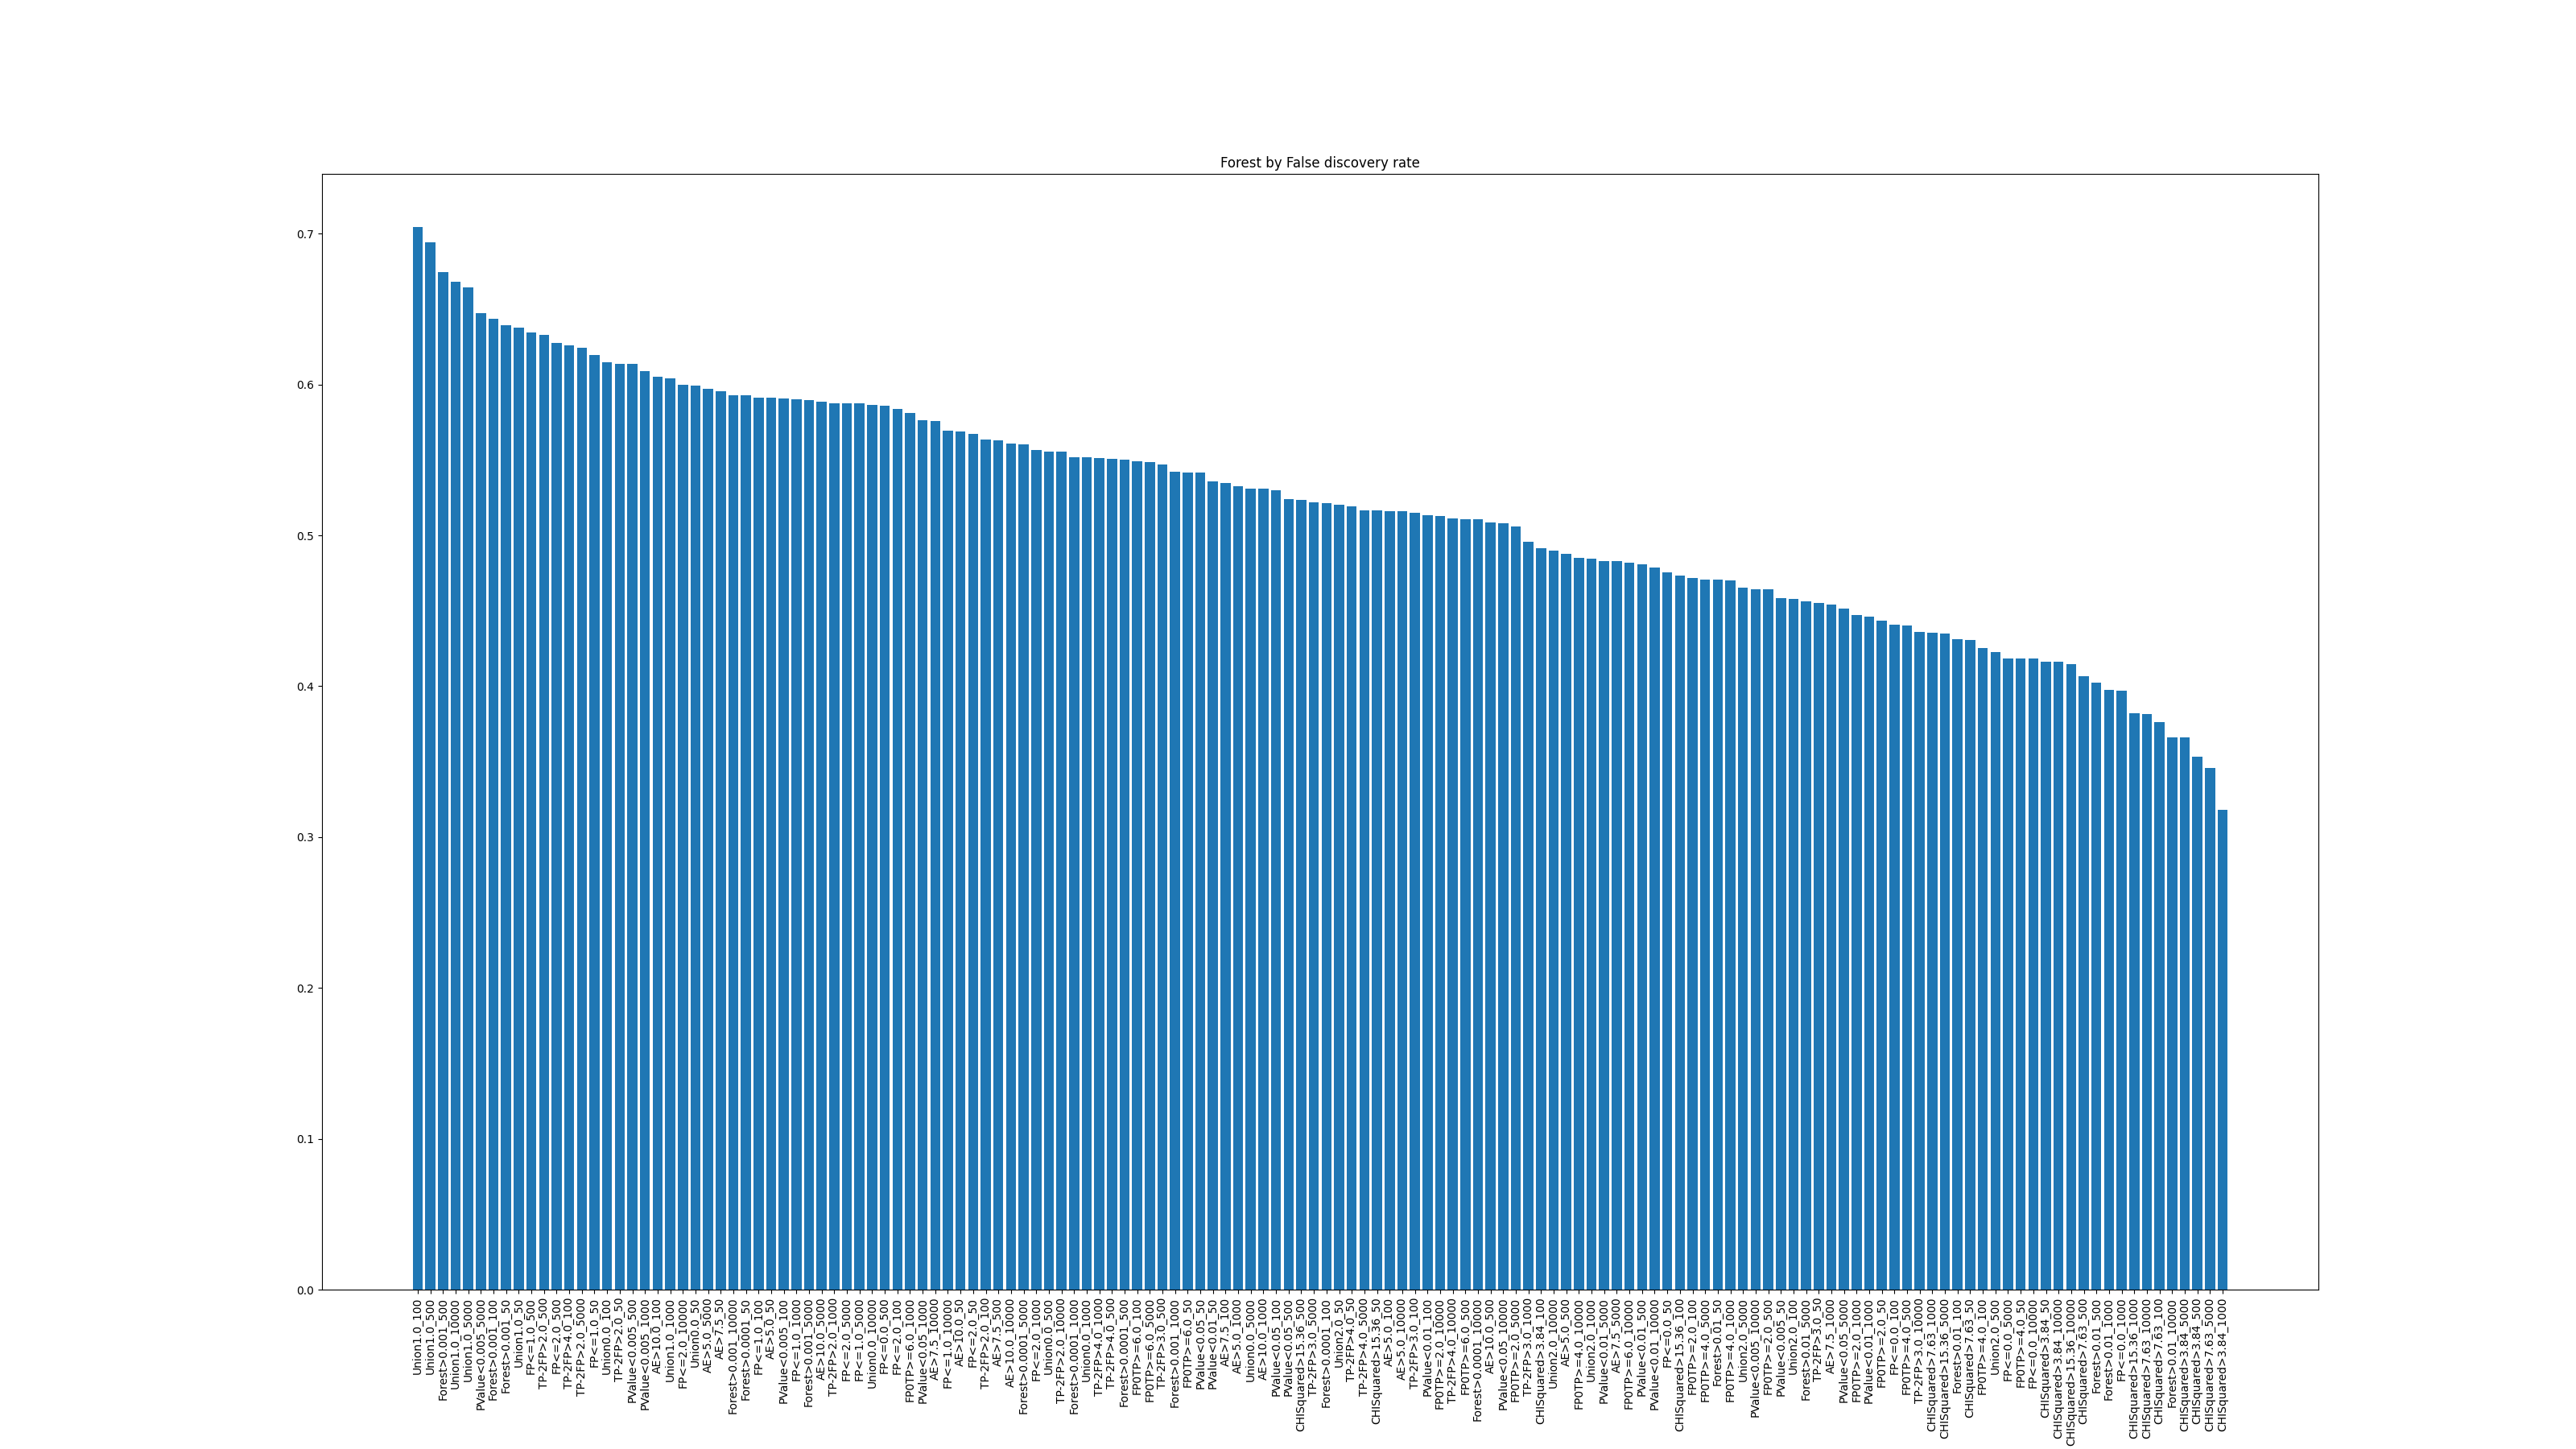 Forest by False discovery rate
0.7
0.6
0.5
0.4
0.3
0.2
0.1
0.0
Union1.0_100
Union1.0_500
Forest>0.001_500
Union1.0_10000
Union1.0_5000
PValue<0.005_5000
Forest>0.001_100
Forest>0.001_50
Union1.0_50
FP<=1.0_500
TP-2FP>2.0_500
FP<=2.0_500
TP-2FP>4.0_100
TP-2FP>2.0_5000
FP<=1.0_50
Union0.0_100
TP-2FP>2.0_50
PValue<0.005_500
PValue<0.005_1000
AE>10.0_100
Union1.0_1000
FP<=2.0_10000
Union0.0_50
AE>5.0_5000
AE>7.5_50
Forest>0.001_10000
Forest>0.0001_50
FP<=1.0_100
AE>5.0_50
PValue<0.005_100
FP<=1.0_1000
Forest>0.001_5000
AE>10.0_5000
TP-2FP>2.0_1000
FP<=2.0_5000
FP<=1.0_5000
Union0.0_10000
FP<=0.0_500
FP<=2.0_100
FP0TP>=6.0_1000
PValue<0.05_1000
AE>7.5_10000
FP<=1.0_10000
AE>10.0_50
FP<=2.0_50
TP-2FP>2.0_100
AE>7.5_500
AE>10.0_10000
Forest>0.0001_5000
FP<=2.0_1000
Union0.0_500
TP-2FP>2.0_10000
Forest>0.0001_1000
Union0.0_1000
TP-2FP>4.0_1000
TP-2FP>4.0_500
Forest>0.0001_500
FP0TP>=6.0_100
FP0TP>=6.0_5000
TP-2FP>3.0_500
Forest>0.001_1000
FP0TP>=6.0_50
PValue<0.05_50
PValue<0.01_50
AE>7.5_100
AE>5.0_1000
Union0.0_5000
AE>10.0_1000
PValue<0.05_100
PValue<0.05_500
CHISquared>15.36_500
TP-2FP>3.0_5000
Forest>0.0001_100
Union2.0_50
TP-2FP>4.0_50
TP-2FP>4.0_5000
CHISquared>15.36_50
AE>5.0_100
AE>5.0_10000
TP-2FP>3.0_100
PValue<0.01_100
FP0TP>=2.0_10000
TP-2FP>4.0_10000
FP0TP>=6.0_500
Forest>0.0001_10000
AE>10.0_500
PValue<0.05_10000
FP0TP>=2.0_5000
TP-2FP>3.0_1000
CHISquared>3.84_100
Union2.0_10000
AE>5.0_500
FP0TP>=4.0_10000
Union2.0_1000
PValue<0.01_5000
AE>7.5_5000
FP0TP>=6.0_10000
PValue<0.01_500
PValue<0.01_10000
FP<=0.0_50
CHISquared>15.36_100
FP0TP>=2.0_100
FP0TP>=4.0_5000
Forest>0.01_50
FP0TP>=4.0_1000
Union2.0_5000
PValue<0.005_10000
FP0TP>=2.0_500
PValue<0.005_50
Union2.0_100
Forest>0.01_5000
TP-2FP>3.0_50
AE>7.5_1000
PValue<0.05_5000
FP0TP>=2.0_1000
PValue<0.01_1000
FP0TP>=2.0_50
FP<=0.0_100
FP0TP>=4.0_500
TP-2FP>3.0_10000
CHISquared>7.63_1000
CHISquared>15.36_5000
Forest>0.01_100
CHISquared>7.63_50
FP0TP>=4.0_100
Union2.0_500
FP<=0.0_5000
FP0TP>=4.0_50
FP<=0.0_10000
CHISquared>3.84_50
CHISquared>3.84_10000
CHISquared>15.36_10000
CHISquared>7.63_500
Forest>0.01_500
Forest>0.01_1000
FP<=0.0_1000
CHISquared>15.36_1000
CHISquared>7.63_10000
CHISquared>7.63_100
Forest>0.01_10000
CHISquared>3.84_5000
CHISquared>3.84_500
CHISquared>7.63_5000
CHISquared>3.84_1000